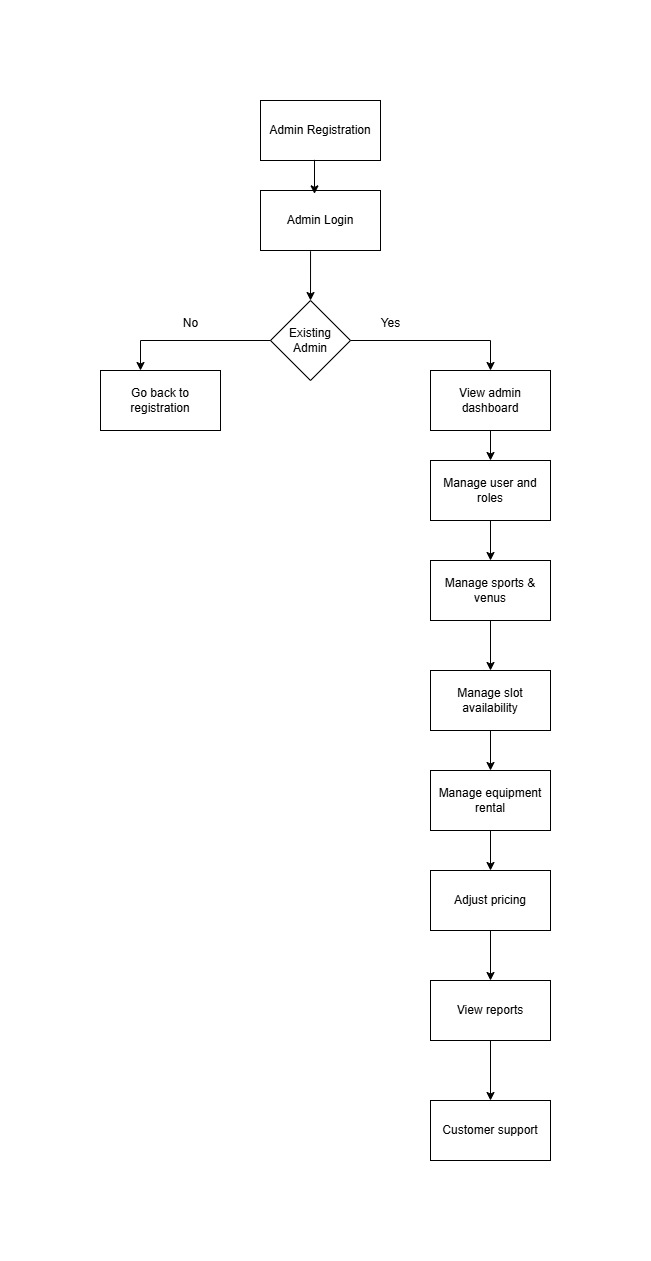 Admin Registration
Admin Login
Existing
Admin
No
Yes
Go back to
registration
View admin
dashboard
Manage user and
roles
Manage sports &
venus
Manage slot
availability
Manage equipment
rental
Adjust pricing
View reports
Customer support